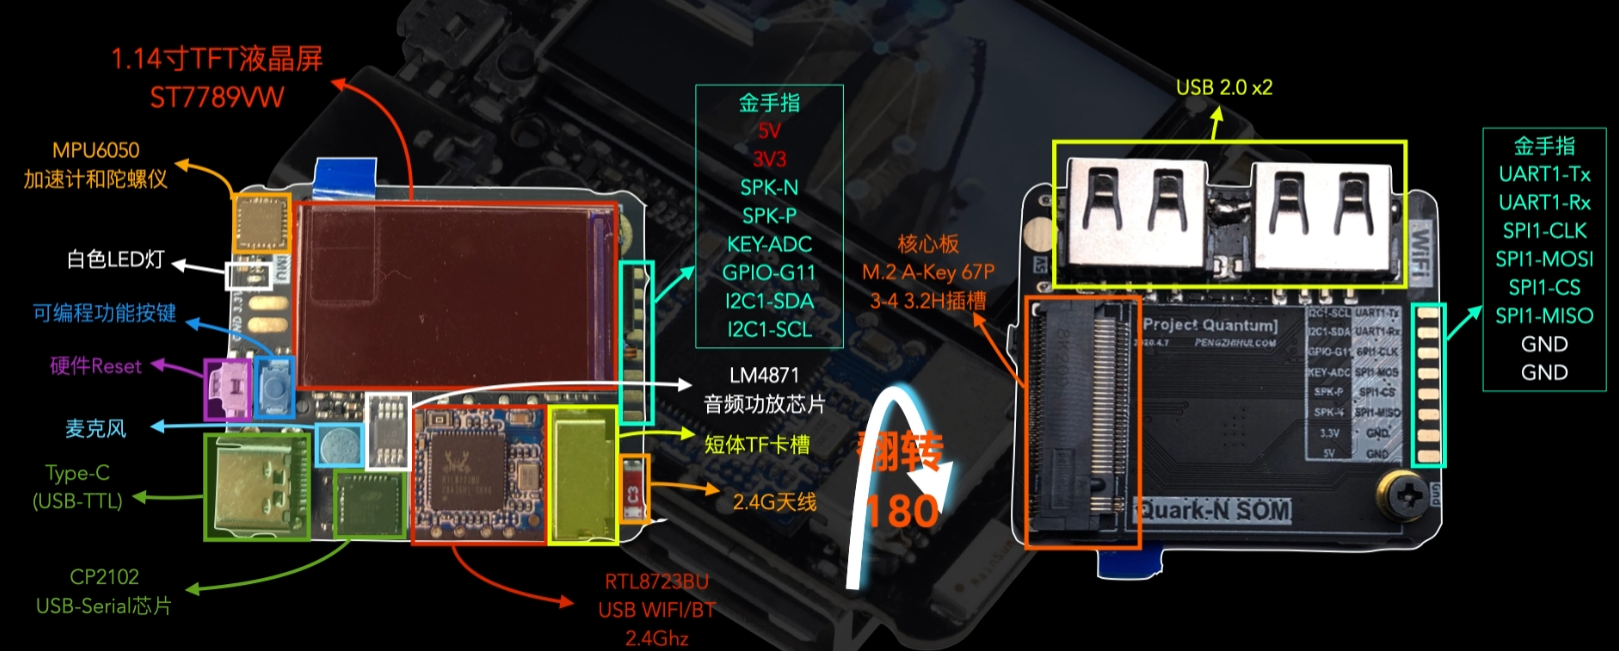 1.14寸TFT液晶屏
ST7789VW
MPU6050
加速计和陀螺仪
白色LED灯
可编程功能按键
硬件Reset
麦克风
Type-C
(USB-TTL)
CP2102
USB-Serial芯片
IMU
GND 3.3V
金手指
5V
3V3
SPK-N
SPK-P
KEY-ADC
GPIO-G11
I2C1-SDA
I2C1-SCL
LM4871
音频功放芯片
短体TF卡槽
2.4G天线
C3
RTL8723BU
USB WIFI/BT
2.4Ghz
翻转
180
核心板
M.2 A-Key 67P
3-4 3.2H插槽
USB 2.0 x2
WiFi
5V
[Project Quantum]
PENGZHIHUI.COM
I2C1-SCL UART1-Tx
I2C1-SDA UART1-Rx
GPIO-G11 SPI1-CLK
KEY-ADC SPI1-MOSI
SPK-P SPI1-CS
SPK-N SPI1-MISO
3.3V GND
5V GND
Quark-N SOM
GND
金手指
UART1-Tx
UART1-Rx
SPI1-CLK
SPI1-MOSI
SPI1-CS
SPI1-MISO
GND
GND